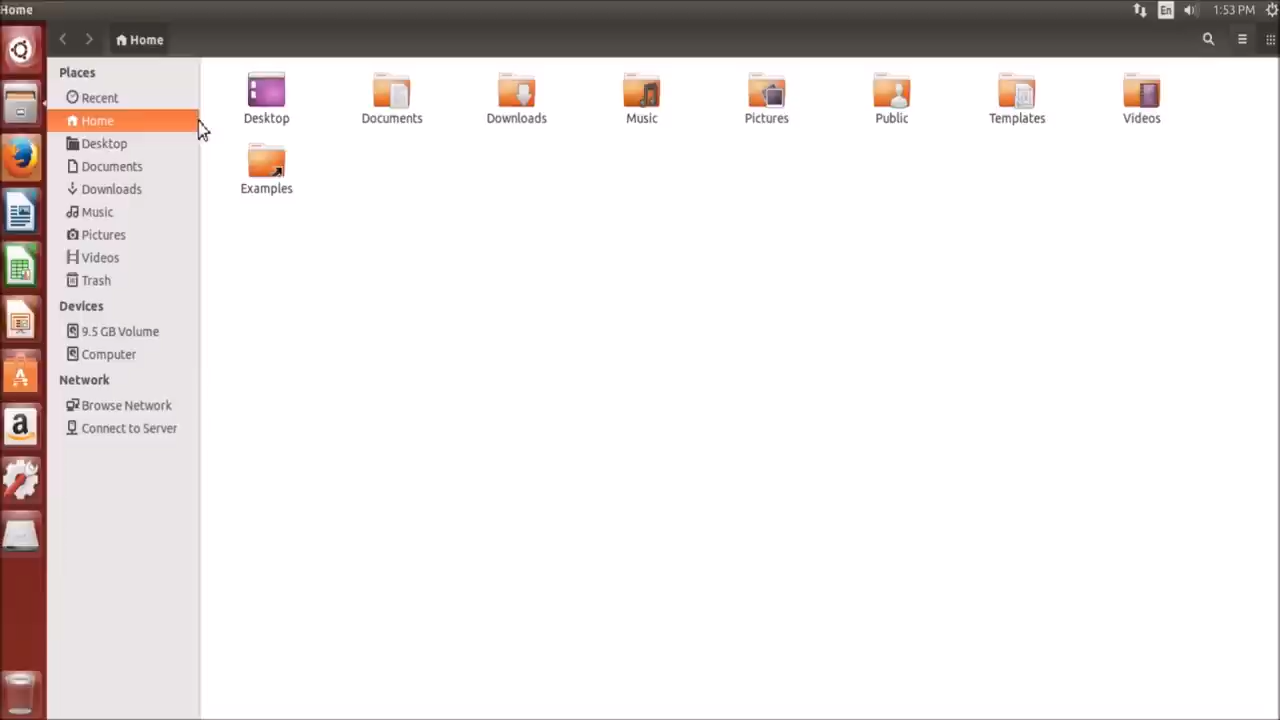 Home
En
1:53 PM
Home
Places
Recent
Home
Desktop
Documents
Downloads
Music
Pictures
Videos
Trash
Devices
9.5 GB Volume
Computer
Network
Browse Network
Connect to Server
Desktop
Documents
Downloads
Music
Pictures
Public
Templates
Videos
Examples